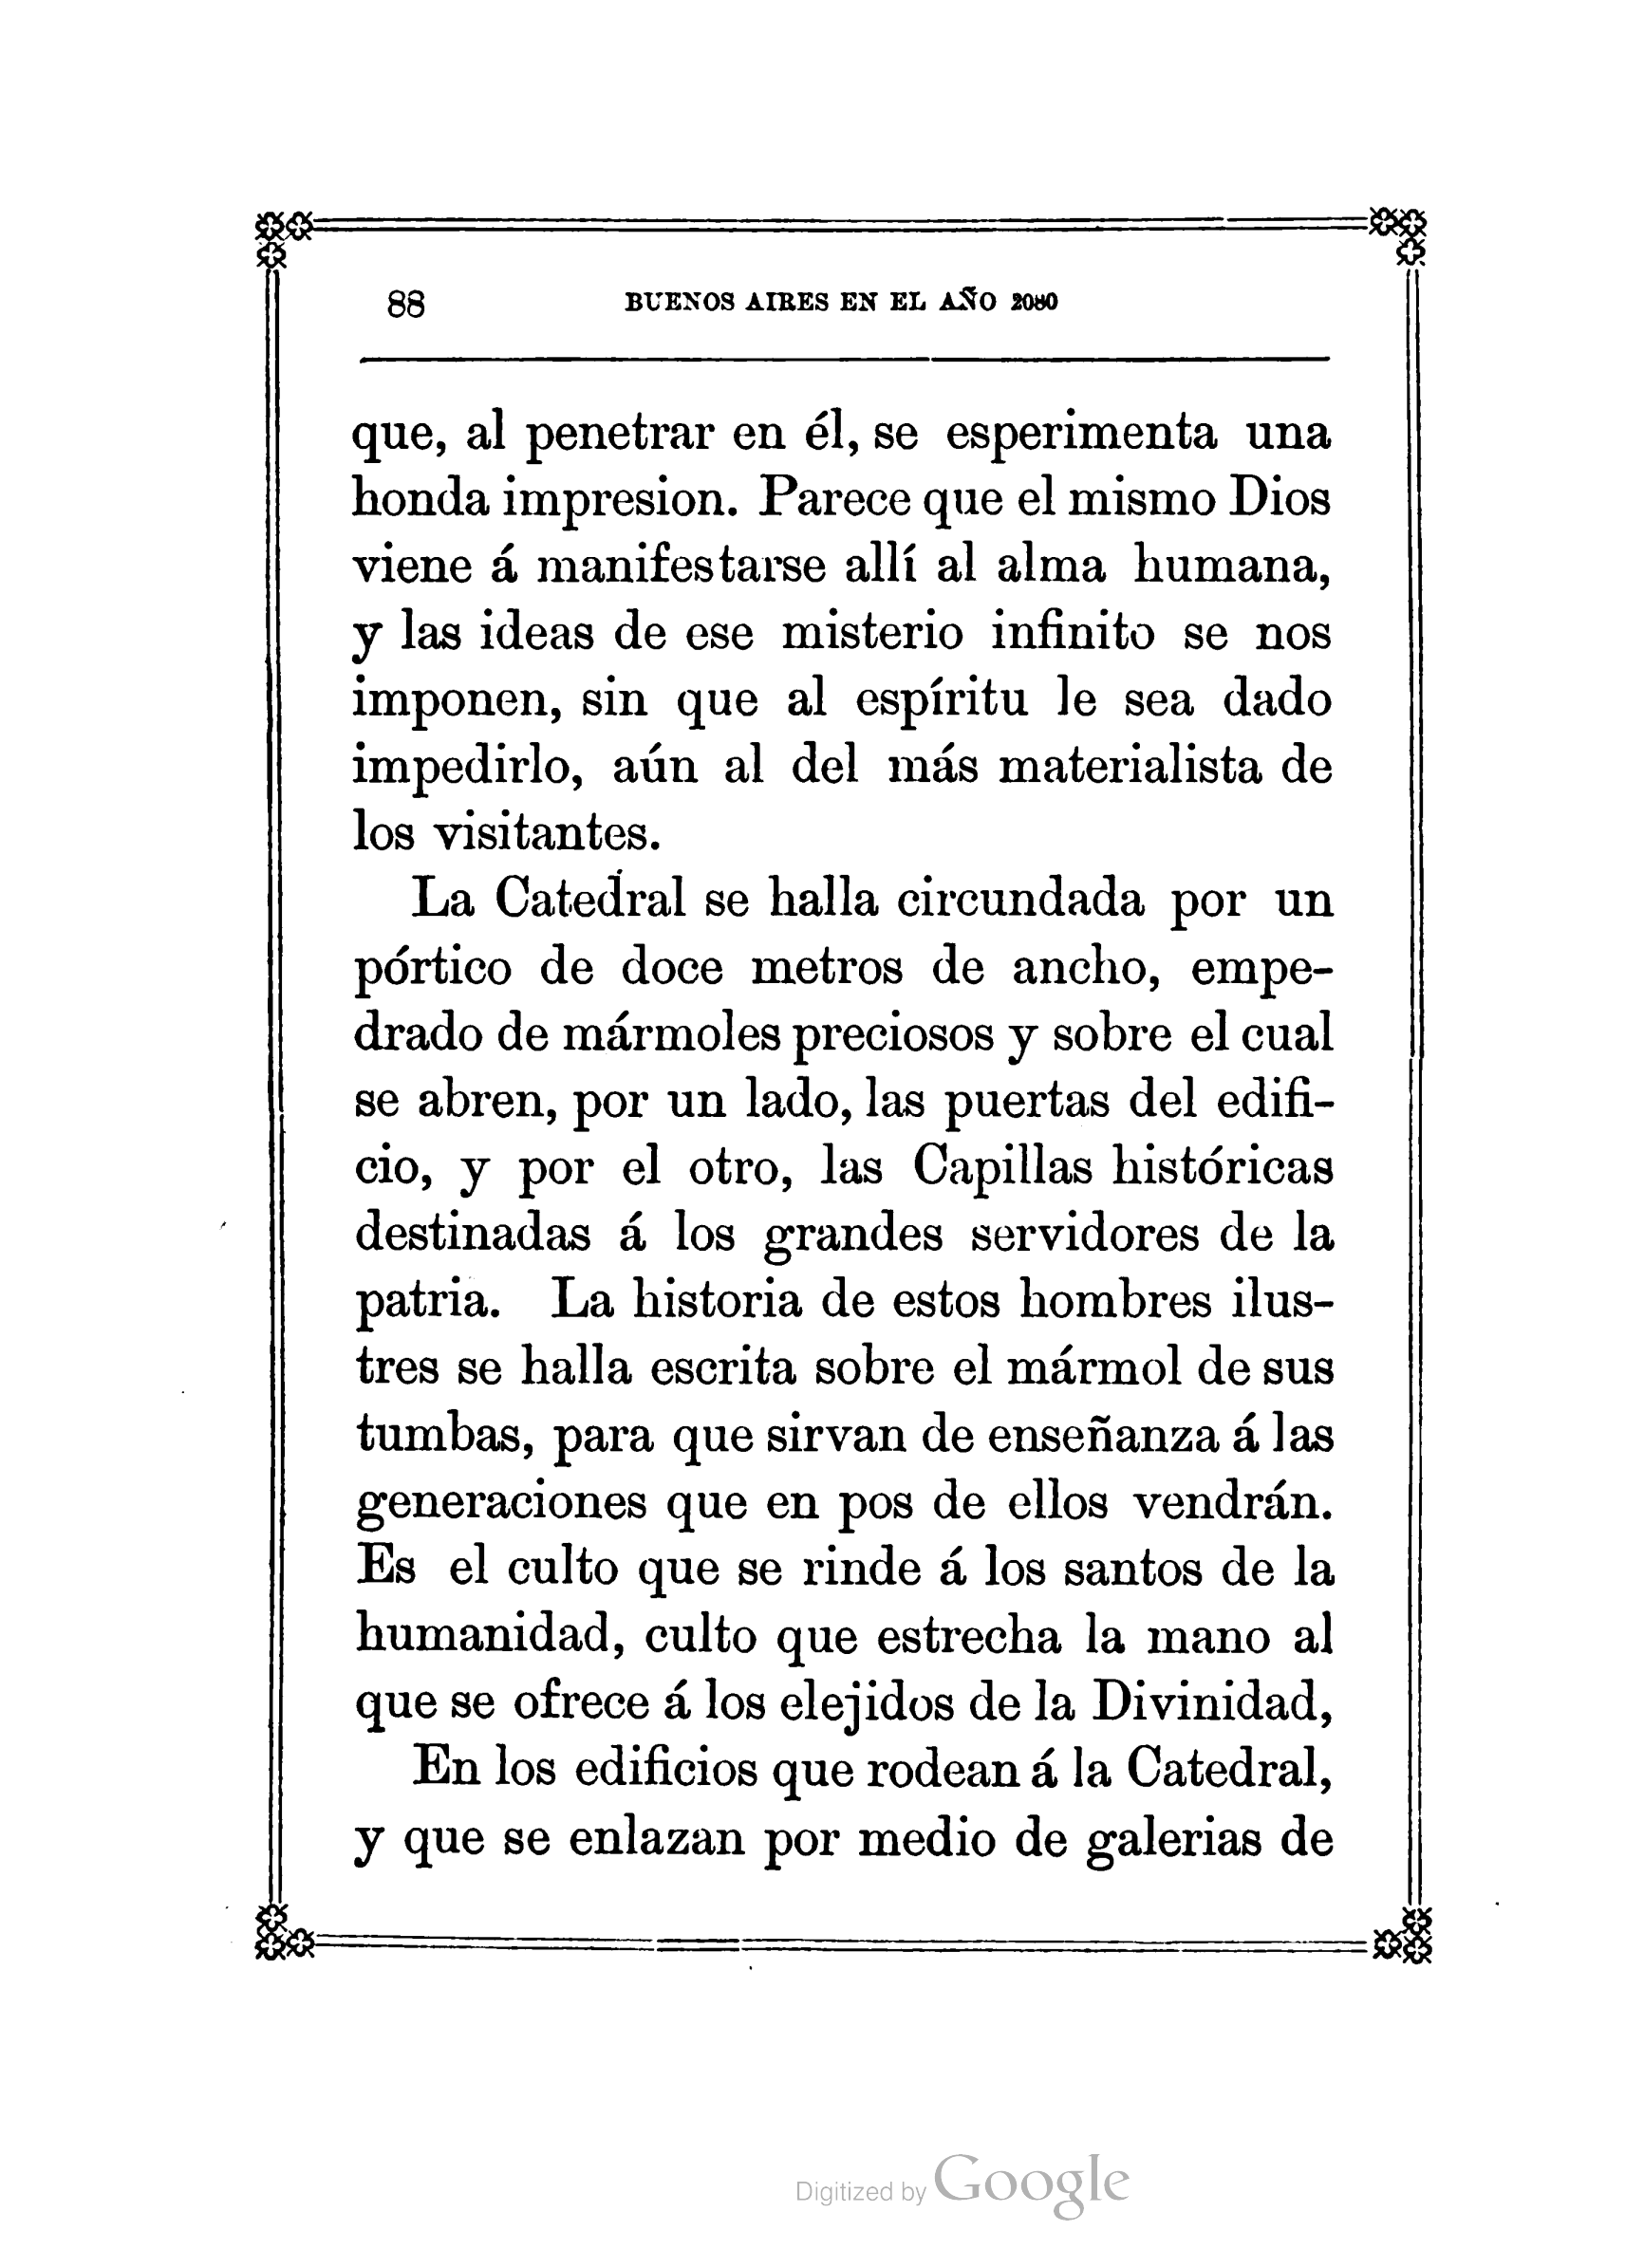 88 BUENOS AIRES EN EL AÑO 2080
que, al penetrar en él, se esperimenta una
honda impresion. Parece que el mismo Dios
viene á manifestarse allí al alma humana,
y las ideas de ese misterio infinito se nos
imponen, sin que al espíritu le sea dado
impedirlo, aún al del más materialista de
los visitantes.
La Catedral se halla circundada por un
pórtico de doce metros de ancho, empe-
drado de mármoles preciosos y sobre el cual
se abren, por un lado, las puertas del edifi-
cio, y por el otro, las Capillas históricas
destinadas á los grandes servidores de la
patria. La historia de estos hombres ilus-
tres se halla escrita sobre el mármol de sus
tumbas, para que sirvan de enseñanza á las
generaciones que en pos de ellos vendrán.
Es el culto que se rinde á los santos de la
humanidad, culto que estrecha la mano al
que se ofrece á los elejidos de la Divinidad,
En los edificios que rodean á la Catedral,
y que se enlazan por medio de galerias de
Digitized by Google